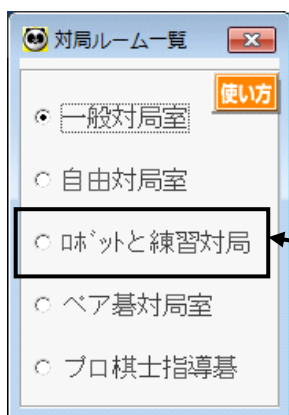 対局ルーム一覧
使い方
一般対局室
自由対局室
ﾛﾎﾞｯﾄと練習対局
ペア碁対局室
プロ棋士指導碁